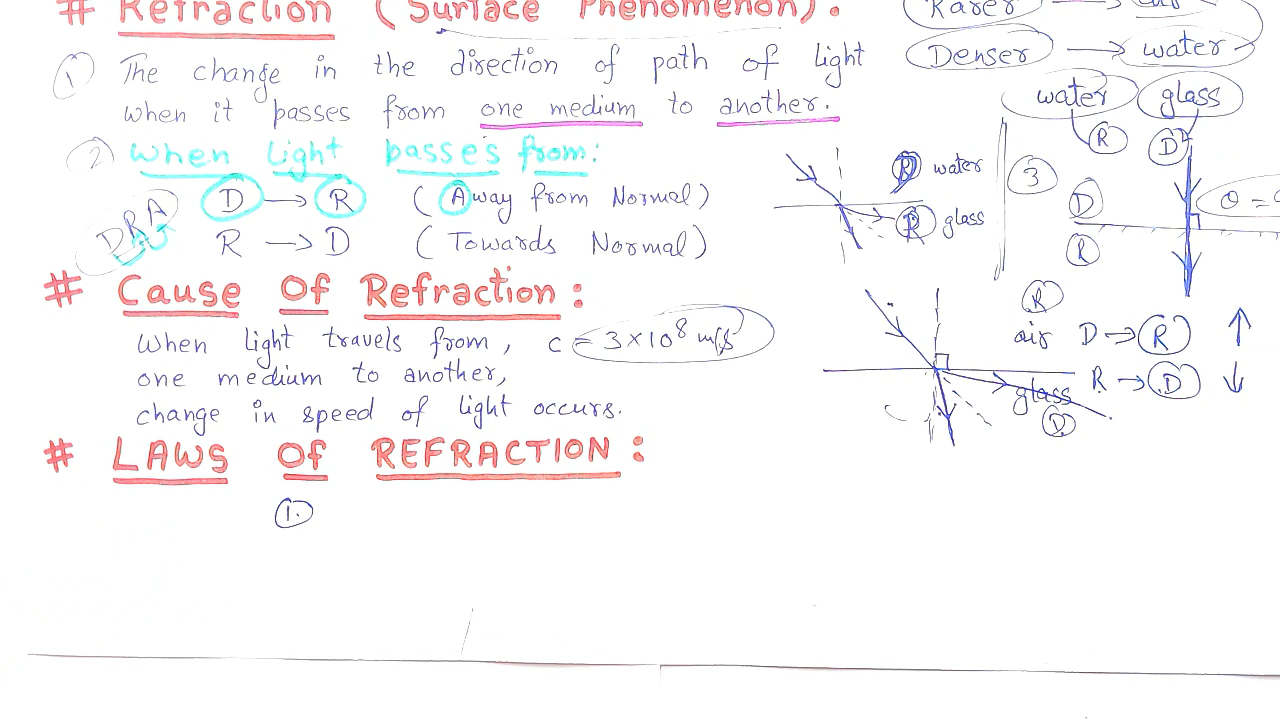 # Refraction (Surface Phenomenon).
① The change in the direction of path of light
when it passes from one medium to another.
② When light passes from:
D → R (Away from Normal)
DRA
R → D (Towards Normal)
# Cause Of Refraction:
When light travels from, c = 3×10⁸ m/s
one medium to another,
change in speed of light occurs.
# LAWS Of REFRACTION:
①.
Rarer →
Denser → water
water glass
R D
water
R glass
3
D
R
θ = 
R
air D → R ↑
R → D ↓
glass
D